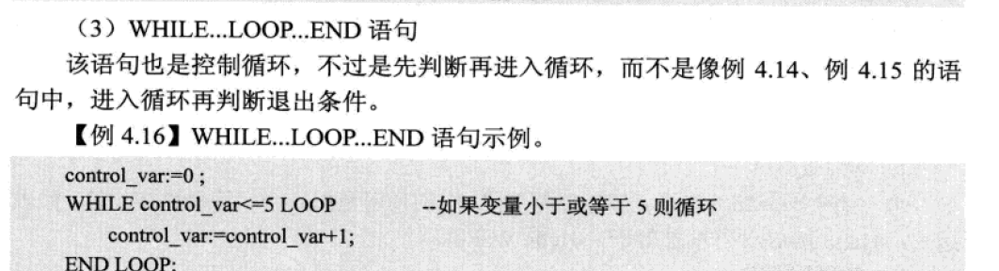 （3）WHILE...LOOP...END 语句
该语句也是控制循环，不过是先判断再进入循环，而不是像例 4.14、例 4.15 的语
句中，进入循环再判断退出条件。
【例 4.16】WHILE...LOOP...END 语句示例。
control_var:=0 ;
WHILE control_var<=5 LOOP --如果变量小于或等于 5 则循环
control_var:=control_var+1;
END LOOP;